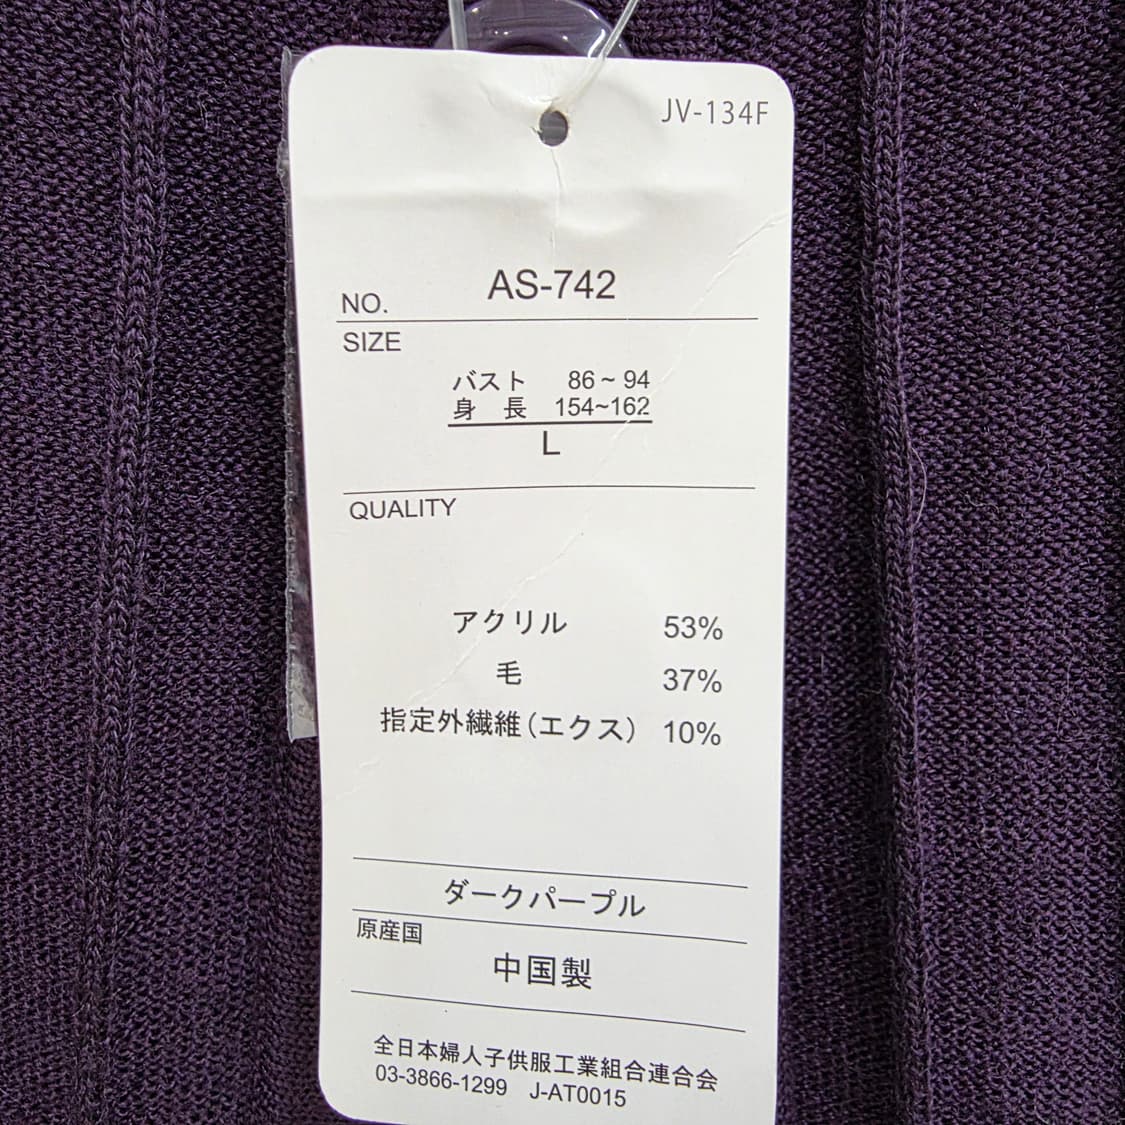 JV-134F
AS-742
NO.
SIZE
バスト 86~94
身長 154~162
L
QUALITY
アクリル 53%
毛 37%
指定外繊維(エクス) 10%
ダークパープル
原産国
中国製
全日本婦人子供服工業組合連合会
03-3866-1299 J-AT0015